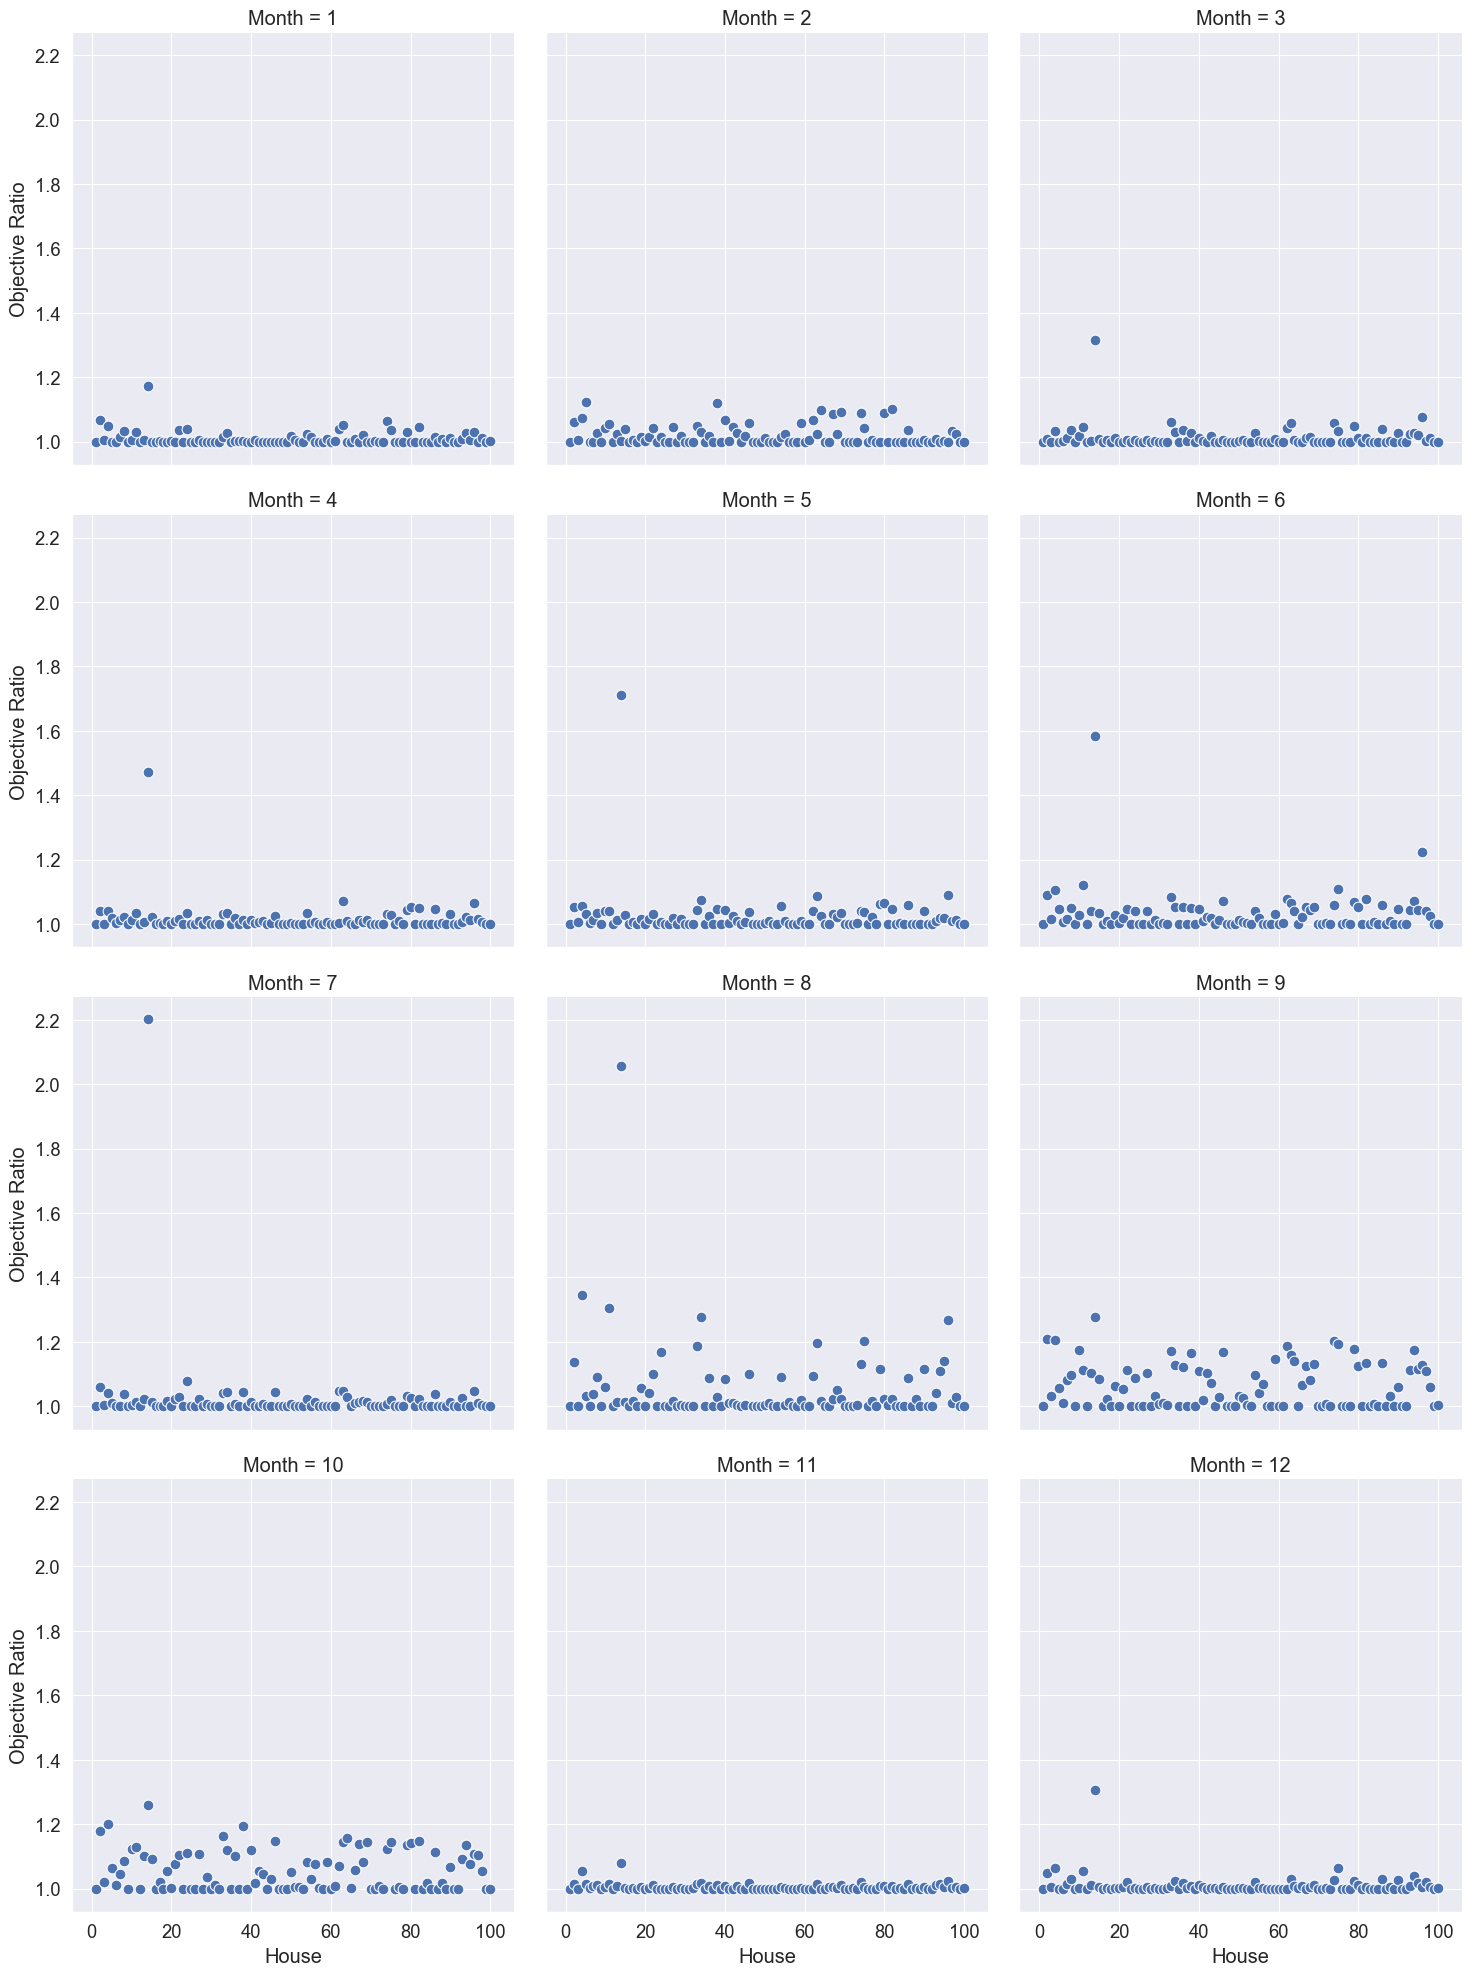 Month = 1 Month = 2 Month = 3
2.2
2.0
1.8
1.6
1.4
1.2
1.0
Objective Ratio
Month = 4 Month = 5 Month = 6
2.2
2.0
1.8
1.6
1.4
1.2
1.0
Objective Ratio
Month = 7 Month = 8 Month = 9
2.2
2.0
1.8
1.6
1.4
1.2
1.0
Objective Ratio
Month = 10 Month = 11 Month = 12
2.2
2.0
1.8
1.6
1.4
1.2
1.0
Objective Ratio
0 20 40 60 80 100 0 20 40 60 80 100 0 20 40 60 80 100
House House House